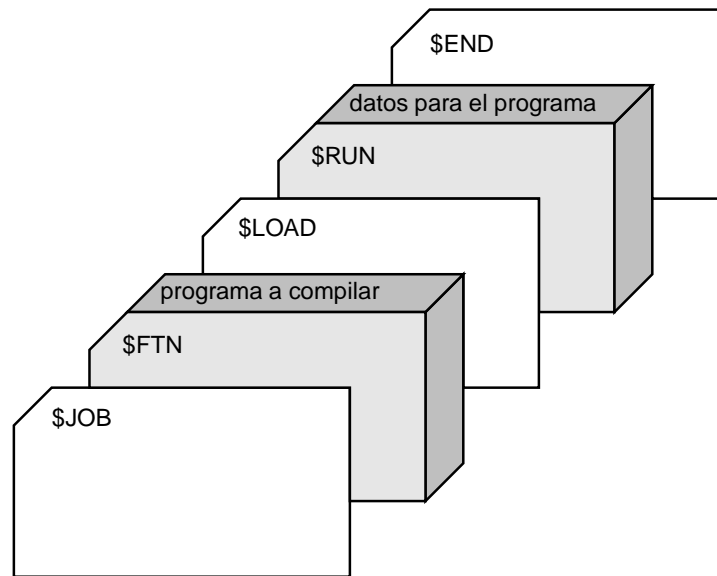 $END
datos para el programa
$RUN
$LOAD
programa a compilar
$FTN
$JOB